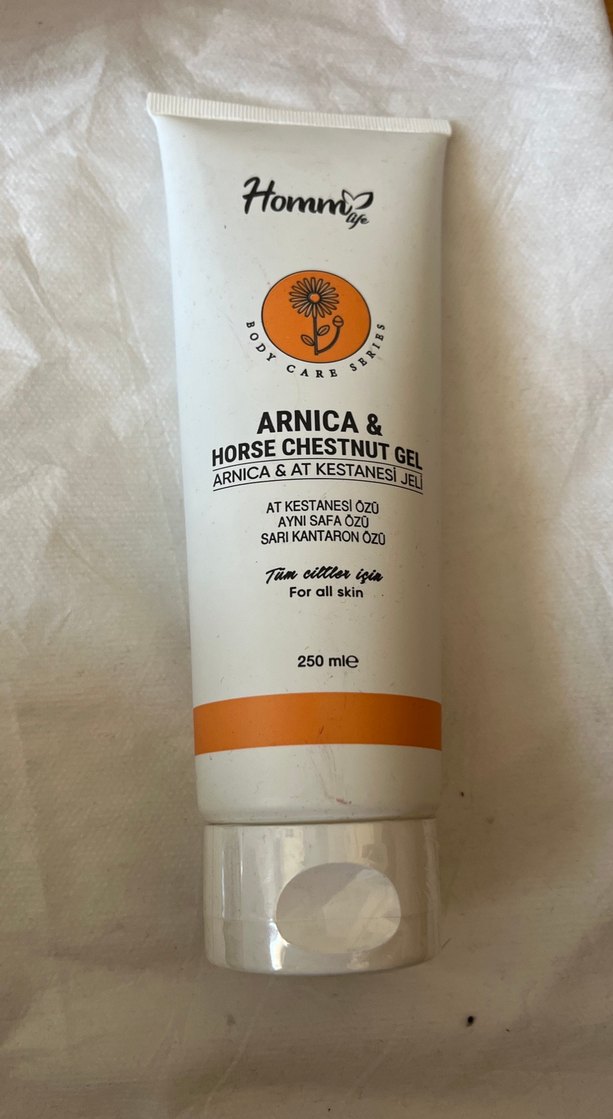 Homm life
BODY CARE SERIES
ARNICA &
HORSE CHESTNUT GEL
ARNICA & AT KESTANESİ JELİ
AT KESTANESİ ÖZÜ
AYNI SAFA ÖZÜ
SARI KANTARON ÖZÜ
Tüm ciltler için
For all skin
250 ml℮